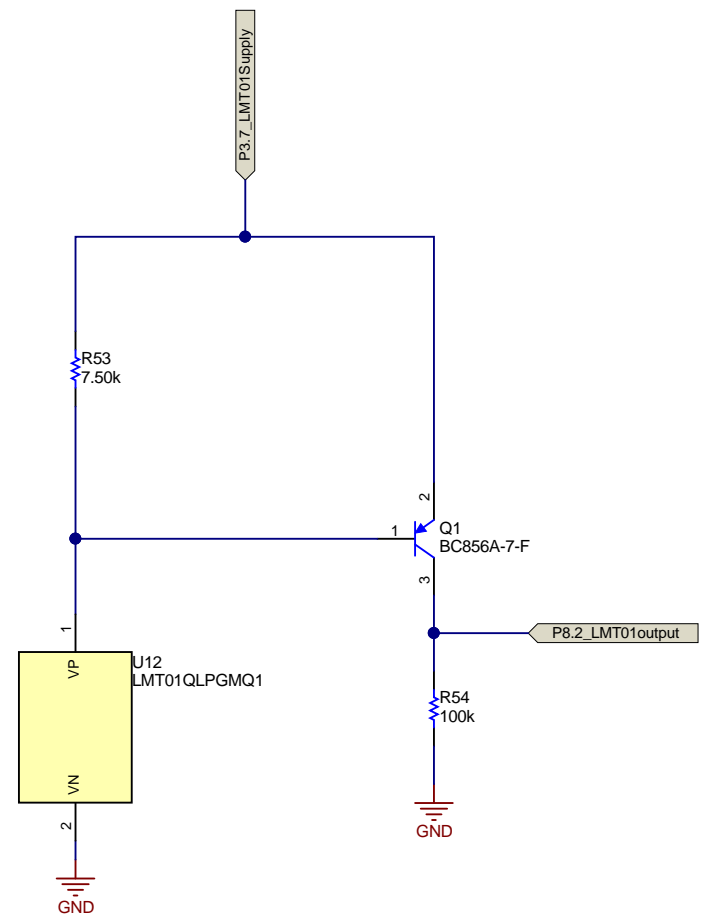 P3.7_LMT01Supply
R53
7.50k
2
1
Q1
BC856A-7-F
3
P8.2_LMT01output
1
VP
U12
LMT01QLPGMQ1
R54
100k
VN
2
GND
GND